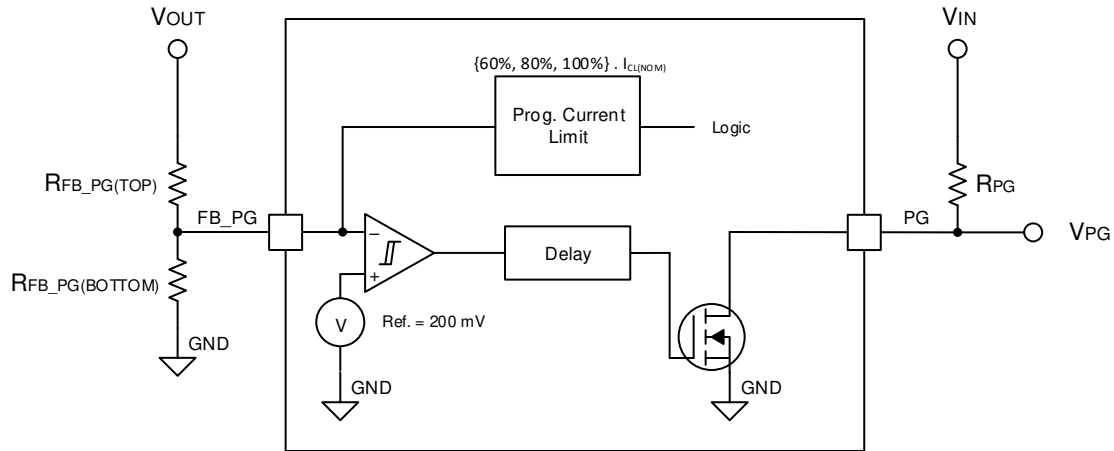 VOUT
VIN
{60%, 80%, 100%} . ICL(NOM)
Prog. Current
Limit
Logic
RFB_PG(TOP)
RPG
FB_PG
PG
VPG
−
Delay
RFB_PG(BOTTOM)
+
V
Ref. = 200 mV
GND
GND
GND